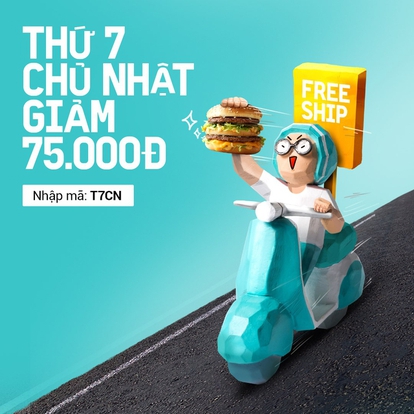 THỨ 7
CHỦ NHẬT
GIẢM
75.000Đ
Nhập mã: T7CN
FREE
SHIP